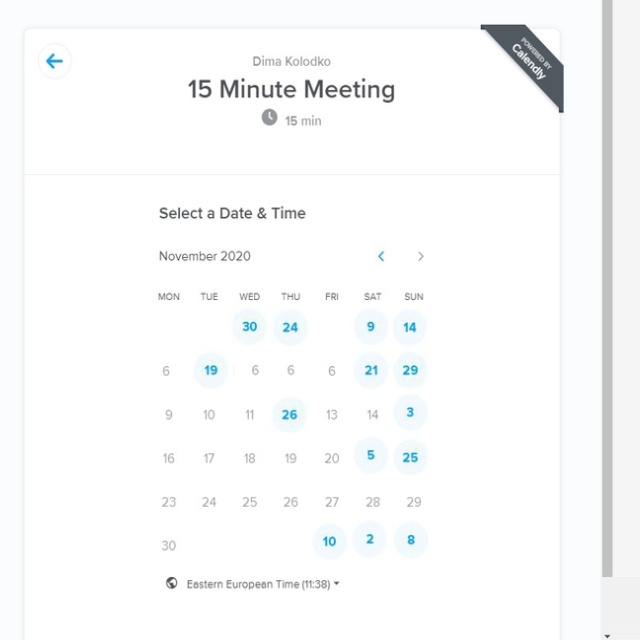 POWERED BY
Calendly
Dima Kolodko
15 Minute Meeting
15 min
Select a Date & Time
November 2020
MON TUE WED THU FRI SAT SUN
30 24 9 14
6 19 6 6 6 21 29
9 10 11 26 13 14 3
16 17 18 19 20 5 25
23 24 25 26 27 28 29
30 10 2 8
Eastern European Time (11:38)